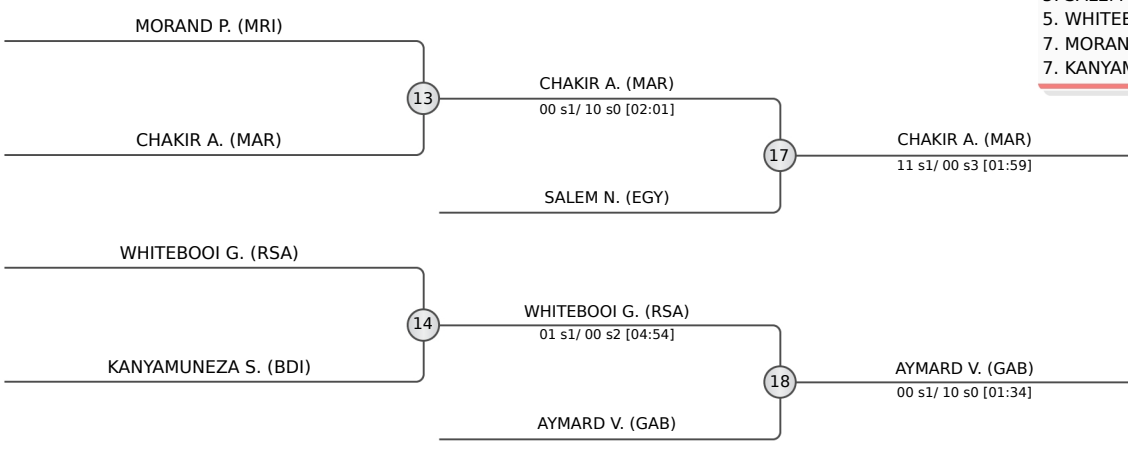 MORAND P. (MRI)
5. WHITE
7. MORAN
7. KANYAM
13
CHAKIR A. (MAR)
00 s1/ 10 s0 [02:01]
CHAKIR A. (MAR)
17
CHAKIR A. (MAR)
11 s1/ 00 s3 [01:59]
SALEM N. (EGY)
WHITEBOOI G. (RSA)
14
WHITEBOOI G. (RSA)
01 s1/ 00 s2 [04:54]
KANYAMUNEZA S. (BDI)
18
AYMARD V. (GAB)
00 s1/ 10 s0 [01:34]
AYMARD V. (GAB)